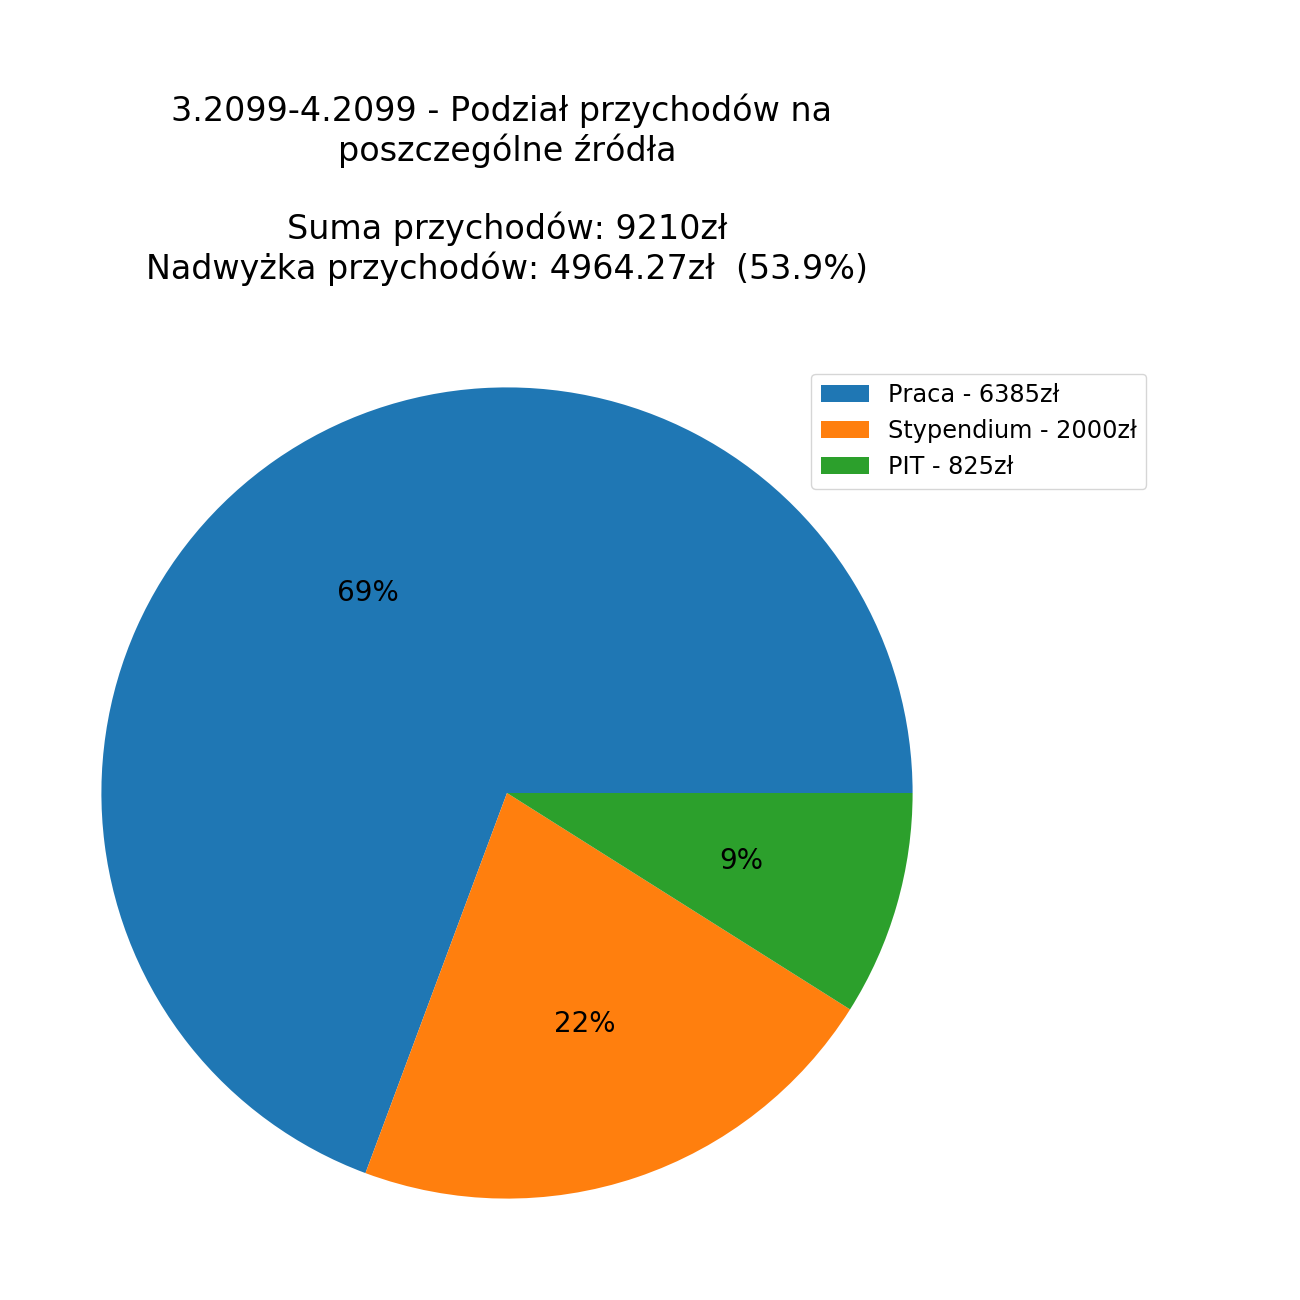 3.2099-4.2099 - Podział przychodów na
poszczególne źródła
Suma przychodów: 9210zł
Nadwyżka przychodów: 4964.27zł  (53.9%)
Praca - 6385zł
Stypendium - 2000zł
PIT - 825zł
69%
9%
22%